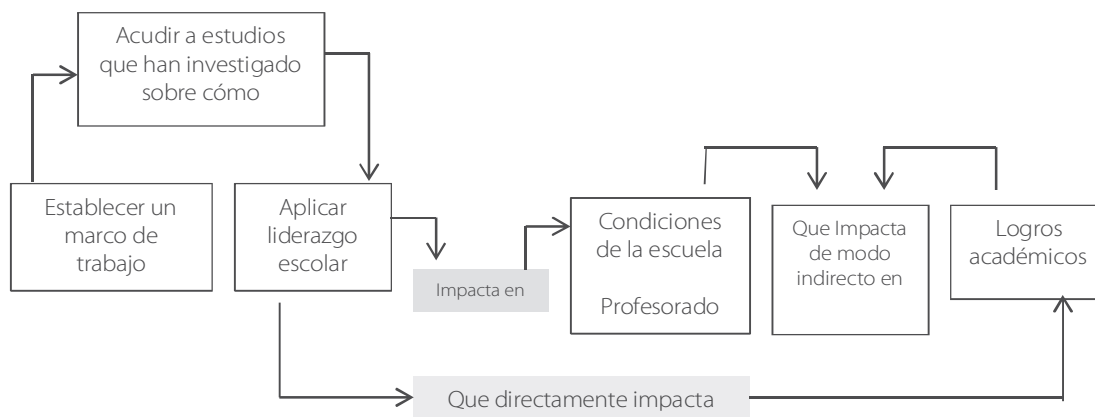 Acudir a estudios
que han investigado
sobre cómo
Establecer un
marco de
trabajo
Aplicar
liderazgo
escolar
Impacta en
Condiciones
de la escuela
Profesorado
Que Impacta
de modo
indirecto en
Logros
académicos
Que directamente impacta